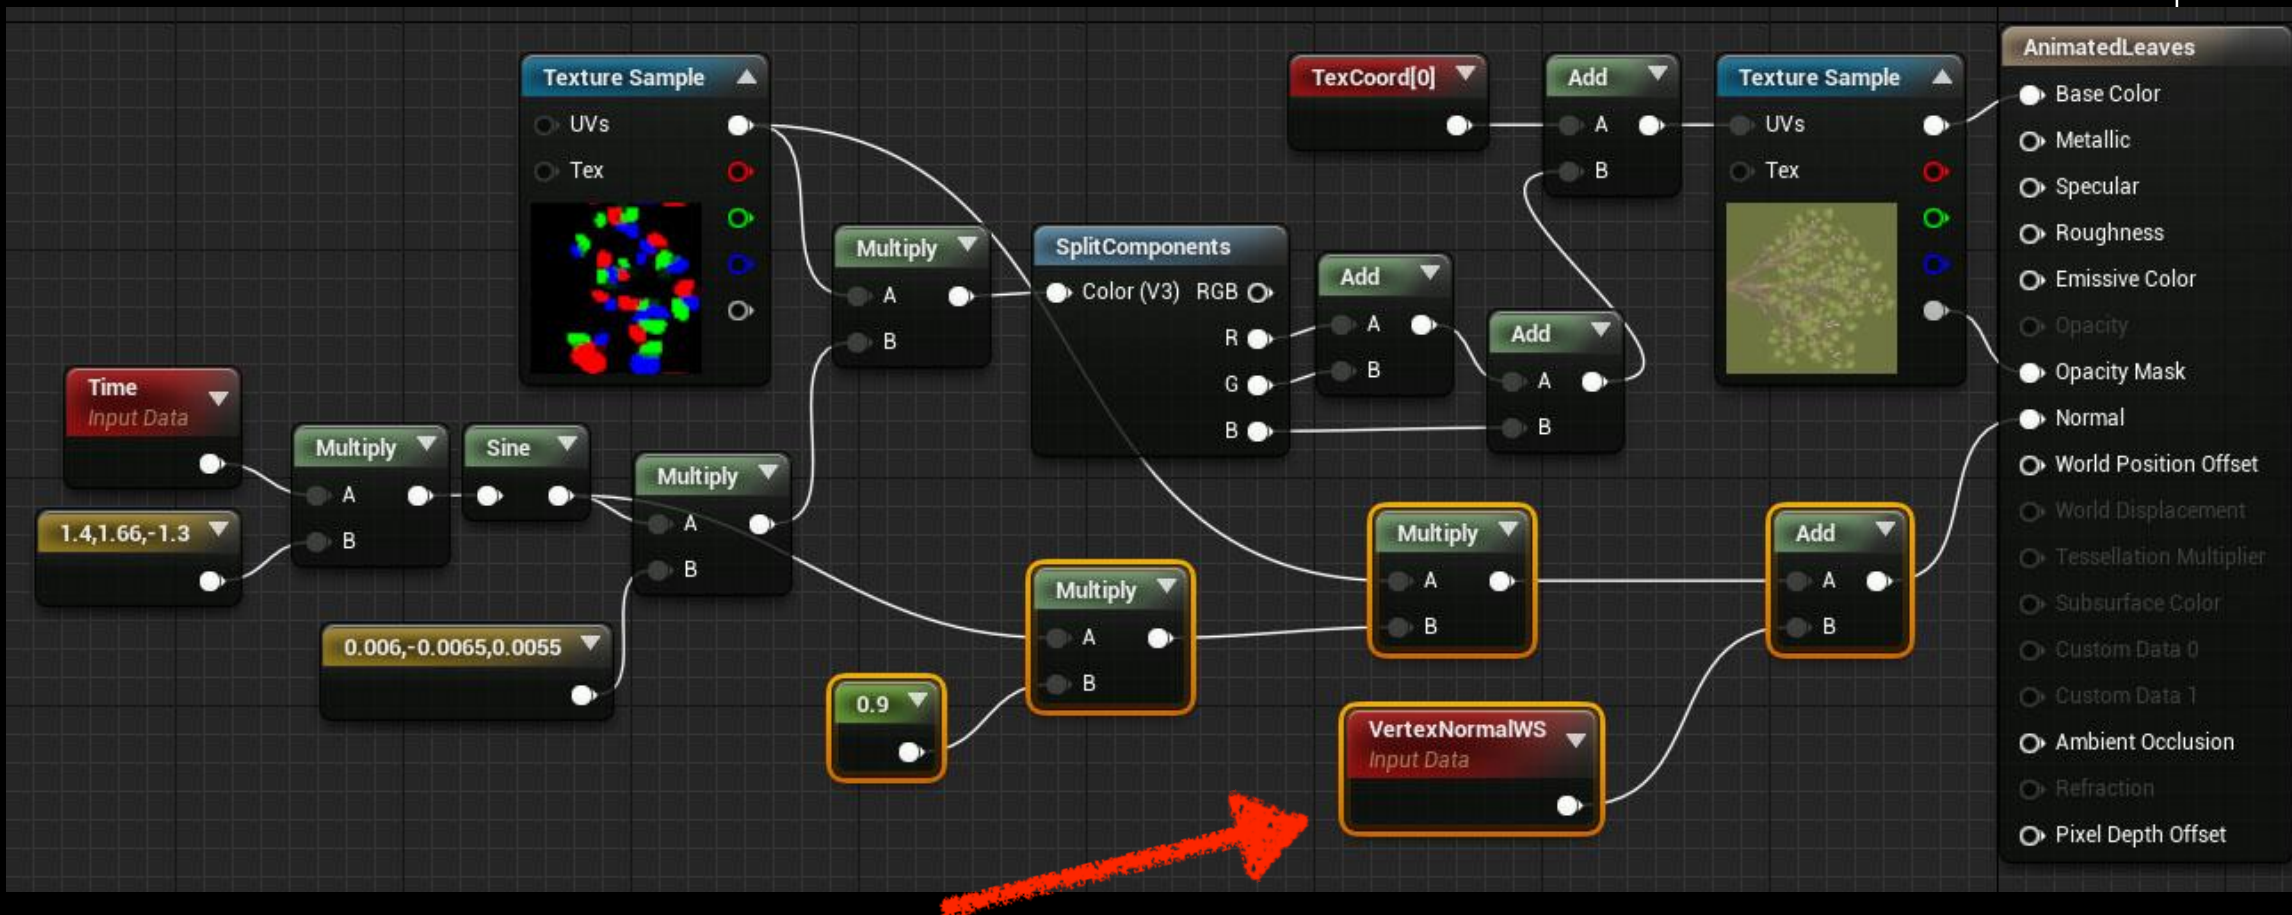 Texture Sample
UVs
Tex
TexCoord[0]
Add
A
B
Texture Sample
UVs
Tex
AnimatedLeaves
Base Color
Metallic
Specular
Roughness
Emissive Color
Opacity
Opacity Mask
Normal
World Position Offset
World Displacement
Tessellation Multiplier
Subsurface Color
Custom Data 0
Custom Data 1
Ambient Occlusion
Refraction
Pixel Depth Offset
Multiply
A
B
SplitComponents
Color (V3) RGB
R
G
B
Add
A
B
Add
A
B
Time
Input Data
Multiply
A
B
Sine
Multiply
A
B
1.4,1.66,-1.3
0.006,-0.0065,0.0055
Multiply
A
B
Multiply
A
B
Add
A
B
0.9
VertexNormalWS
Input Data